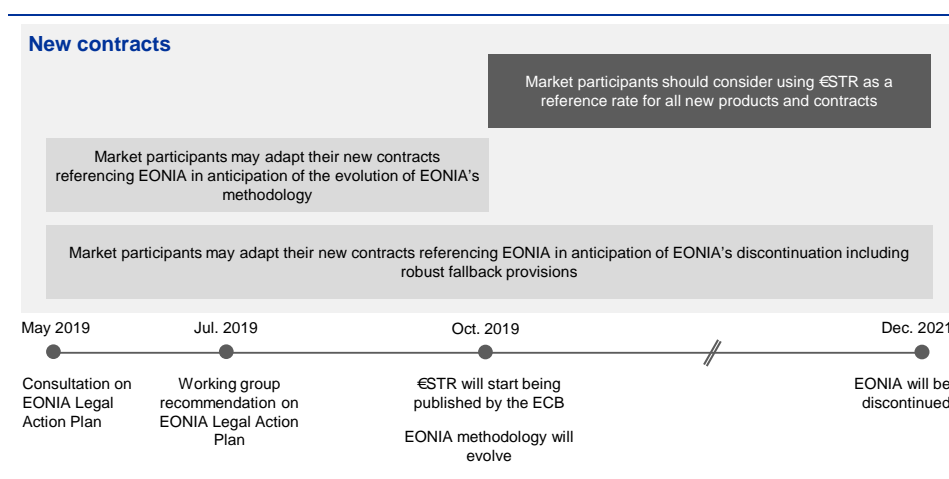 New contracts
Market participants should consider using €STR as a
reference rate for all new products and contracts
Market participants may adapt their new contracts
referencing EONIA in anticipation of the evolution of EONIA's
methodology
Market participants may adapt their new contracts referencing EONIA in anticipation of EONIA's discontinuation including
robust fallback provisions
May 2019
Jul. 2019
Oct. 2019
Dec. 2021
Consultation on
EONIA Legal
Action Plan
Working group
recommendation on
EONIA Legal Action
Plan
€STR will start being
published by the ECB
EONIA methodology will
evolve
EONIA will be
discontinued